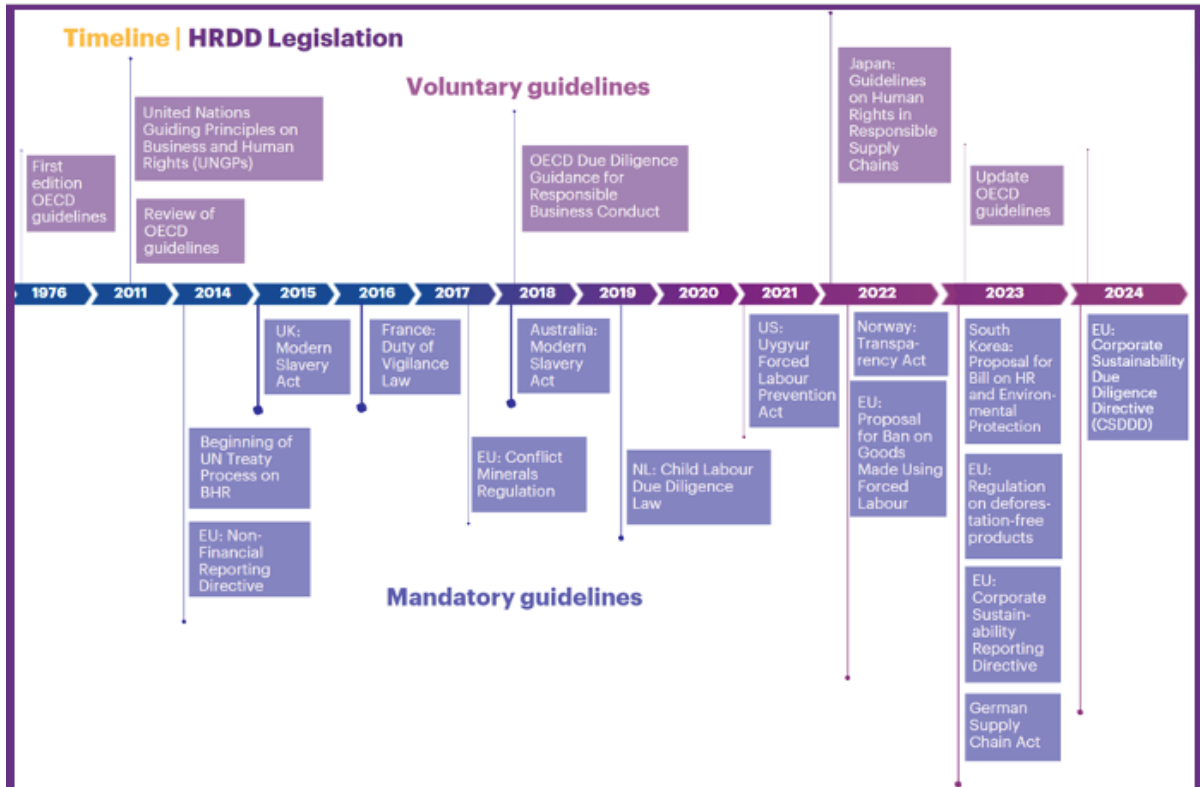 Timeline | HRDD Legislation
Voluntary guidelines
First
edition
OECD
guidelines
United Nations
Guiding Principles on
Business and Human
Rights (UNGPs)
Review of
OECD
guidelines
OECD Due Diligence
Guidance for
Responsible
Business Conduct
Japan:
Guidelines
on Human
Rights in
Responsible
Supply
Chains
Update
OECD
guidelines
1976 2011 2014 2015 2016 2017 2018 2019 2020 2021 2022 2023 2024
Beginning of
UN Treaty
Process on
BHR
EU: Non-
Financial
Reporting
Directive
UK:
Modern
Slavery
Act
France:
Duty of
Vigilance
Law
EU: Conflict
Minerals
Regulation
Australia:
Modern
Slavery
Act
NL: Child Labour
Due Diligence
Law
US:
Uygyur
Forced
Labour
Prevention
Act
Norway:
Transpa-
rency Act
EU:
Proposal
for Ban on
Goods
Made Using
Forced
Labour
South
Korea:
Proposal for
Bill on HR
and Environ-
mental
Protection
EU:
Regulation
on defores-
tation-free
products
EU:
Corporate
Sustain-
ability
Reporting
Directive
German
Supply
Chain Act
EU:
Corporate
Sustainability
Due
Diligence
Directive
(CSDDD)
Mandatory guidelines